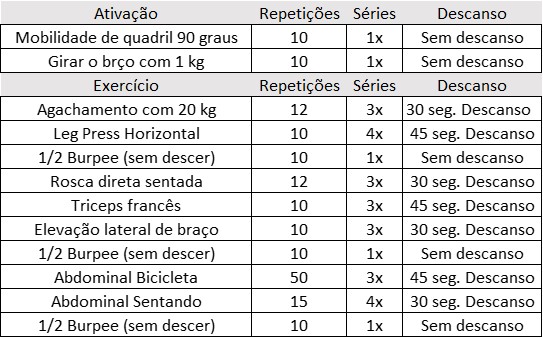 Ativação Repetições Séries Descanso
Mobilidade de quadril 90 graus 10 1x Sem descanso
Girar o brço com 1 kg 10 1x Sem descanso
Exercício Repetições Séries Descanso
Agachamento com 20 kg 12 3x 30 seg. Descanso
Leg Press Horizontal 10 4x 45 seg. Descanso
1/2 Burpee (sem descer) 10 1x Sem descanso
Rosca direta sentada 12 3x 30 seg. Descanso
Triceps francês 10 3x 45 seg. Descanso
Elevação lateral de braço 10 3x 30 seg. Descanso
1/2 Burpee (sem descer) 10 1x Sem descanso
Abdominal Bicicleta 50 3x 45 seg. Descanso
Abdominal Sentando 15 4x 30 seg. Descanso
1/2 Burpee (sem descer) 10 1x Sem descanso